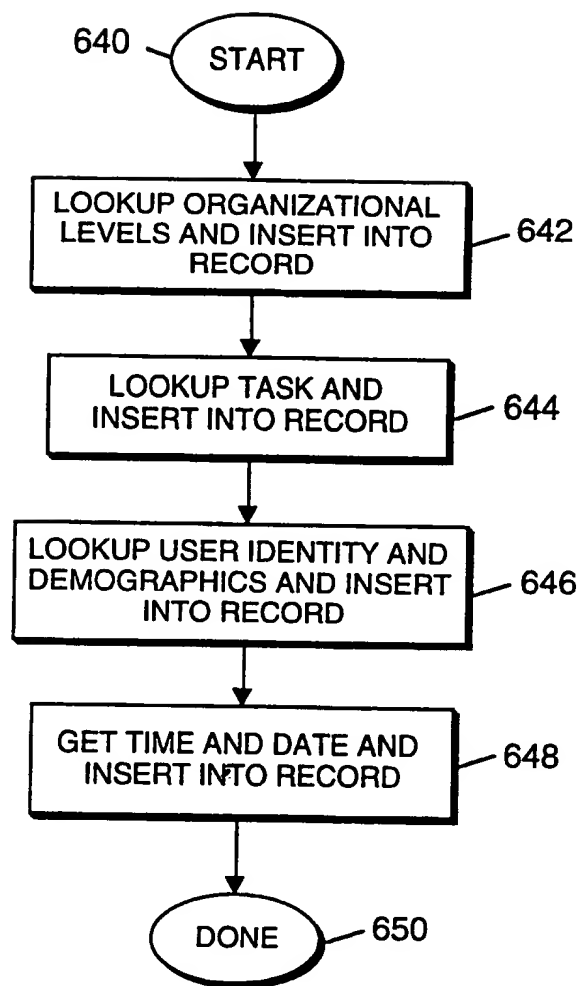 640
START
LOOKUP ORGANIZATIONAL
LEVELS AND INSERT INTO
RECORD
642
LOOKUP TASK AND
INSERT INTO RECORD
644
LOOKUP USER IDENTITY AND
DEMOGRAPHICS AND INSERT
INTO RECORD
646
GET TIME AND DATE AND
INSERT INTO RECORD
648
DONE
650